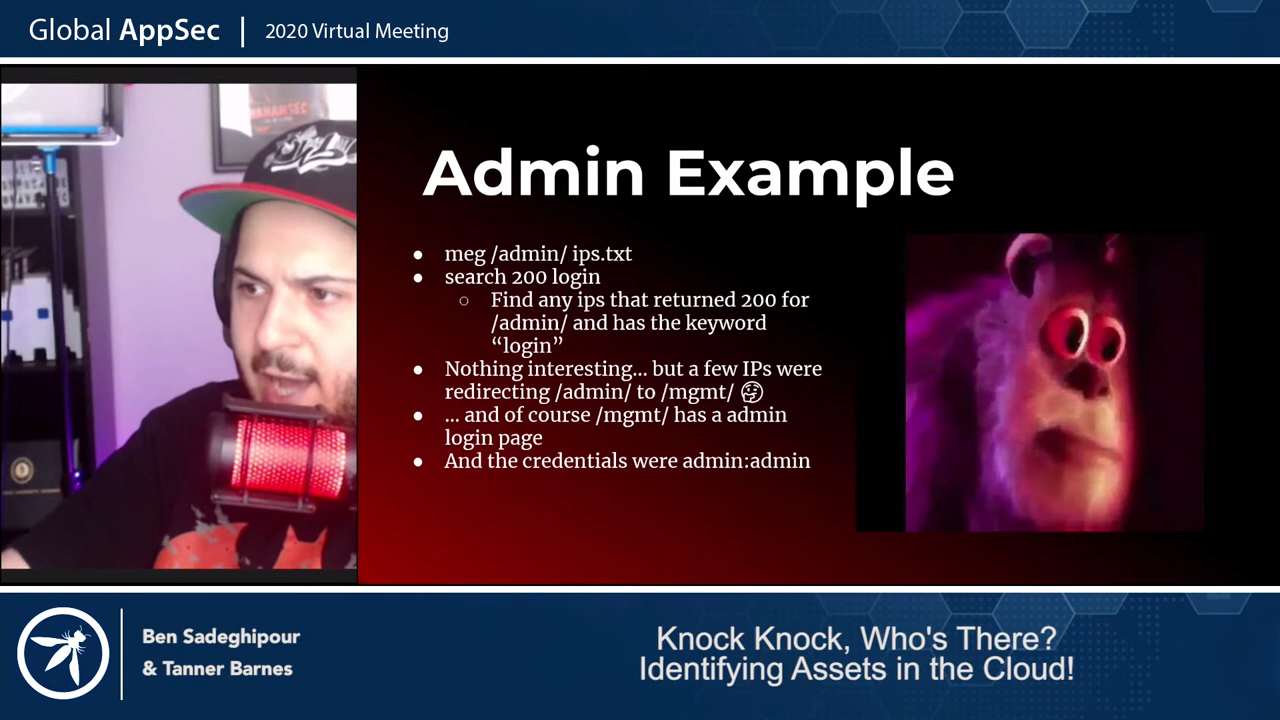 Global AppSec | 2020 Virtual Meeting
Admin Example
● meg /admin/ ips.txt
● search 200 login
○ Find any ips that returned 200 for
/admin/ and has the keyword
“login”
● Nothing interesting... but a few IPs were
redirecting /admin/ to /mgmt/ 🤔
● ... and of course /mgmt/ has a admin
login page
● And the credentials were admin:admin
Ben Sadeghipour
& Tanner Barnes
Knock Knock, Who's There?
Identifying Assets in the Cloud!